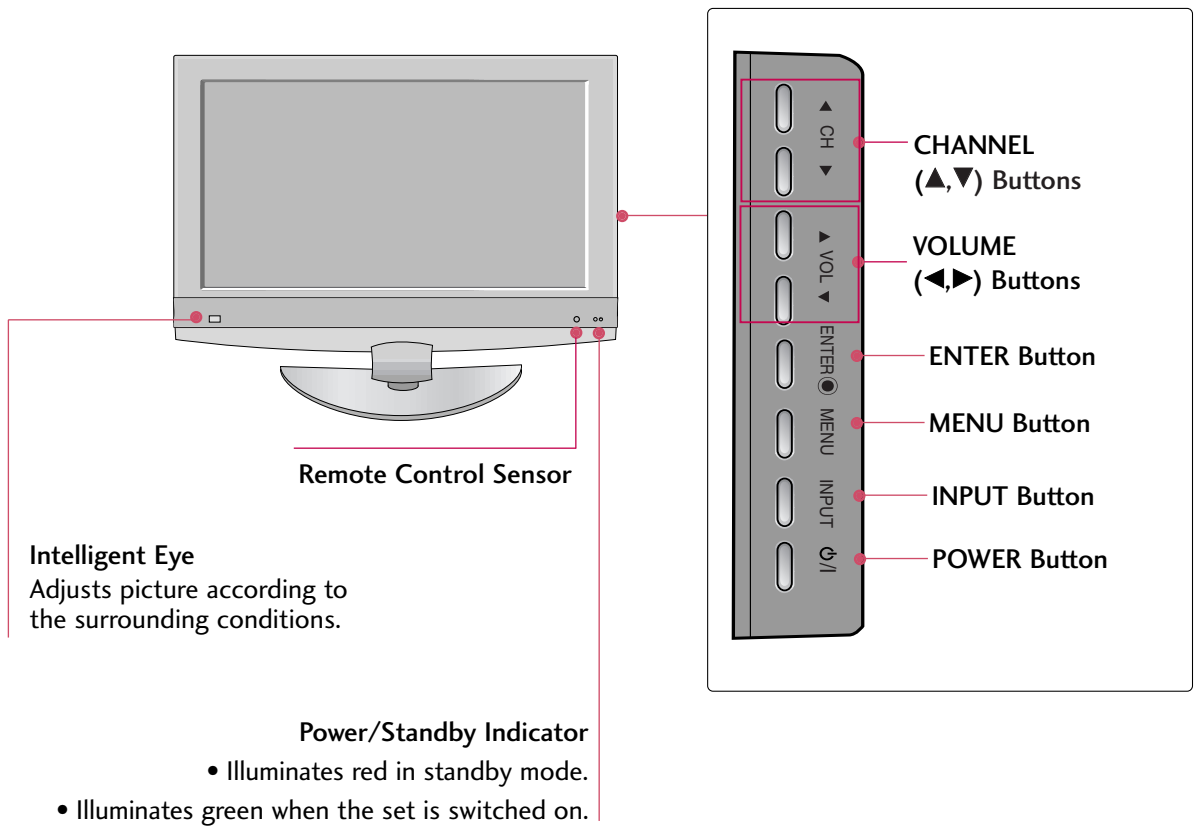 ▲ CH ▼
▲ VOL ▼
ENTER
MENU
INPUT
⏻/I
CHANNEL
(▲,▼) Buttons
VOLUME
(◀,▶) Buttons
ENTER Button
MENU Button
INPUT Button
POWER Button
Remote Control Sensor
Intelligent Eye
Adjusts picture according to
the surrounding conditions.
Power/Standby Indicator
• Illuminates red in standby mode.
• Illuminates green when the set is switched on.